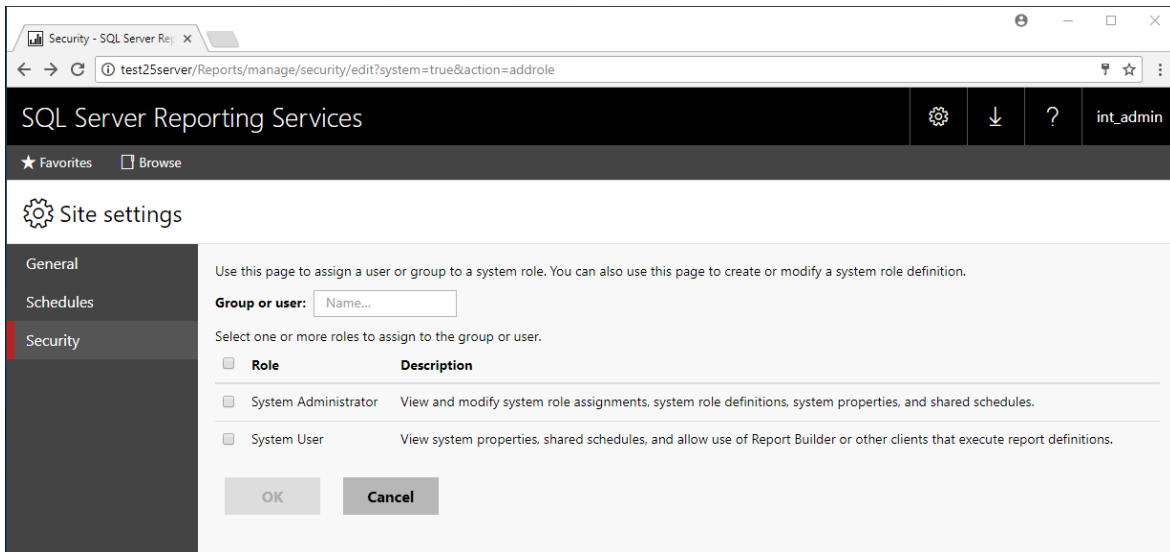 Security - SQL Server Rep
test25server/Reports/manage/security/edit?system=true&action=addrole
SQL Server Reporting Services
?
int_admin
Favorites Browse
Site settings
General
Schedules
Security
Use this page to assign a user or group to a system role. You can also use this page to create or modify a system role definition.
Group or user: Name...
Select one or more roles to assign to the group or user.
Role Description
System Administrator View and modify system role assignments, system role definitions, system properties, and shared schedules.
System User View system properties, shared schedules, and allow use of Report Builder or other clients that execute report definitions.
OK Cancel